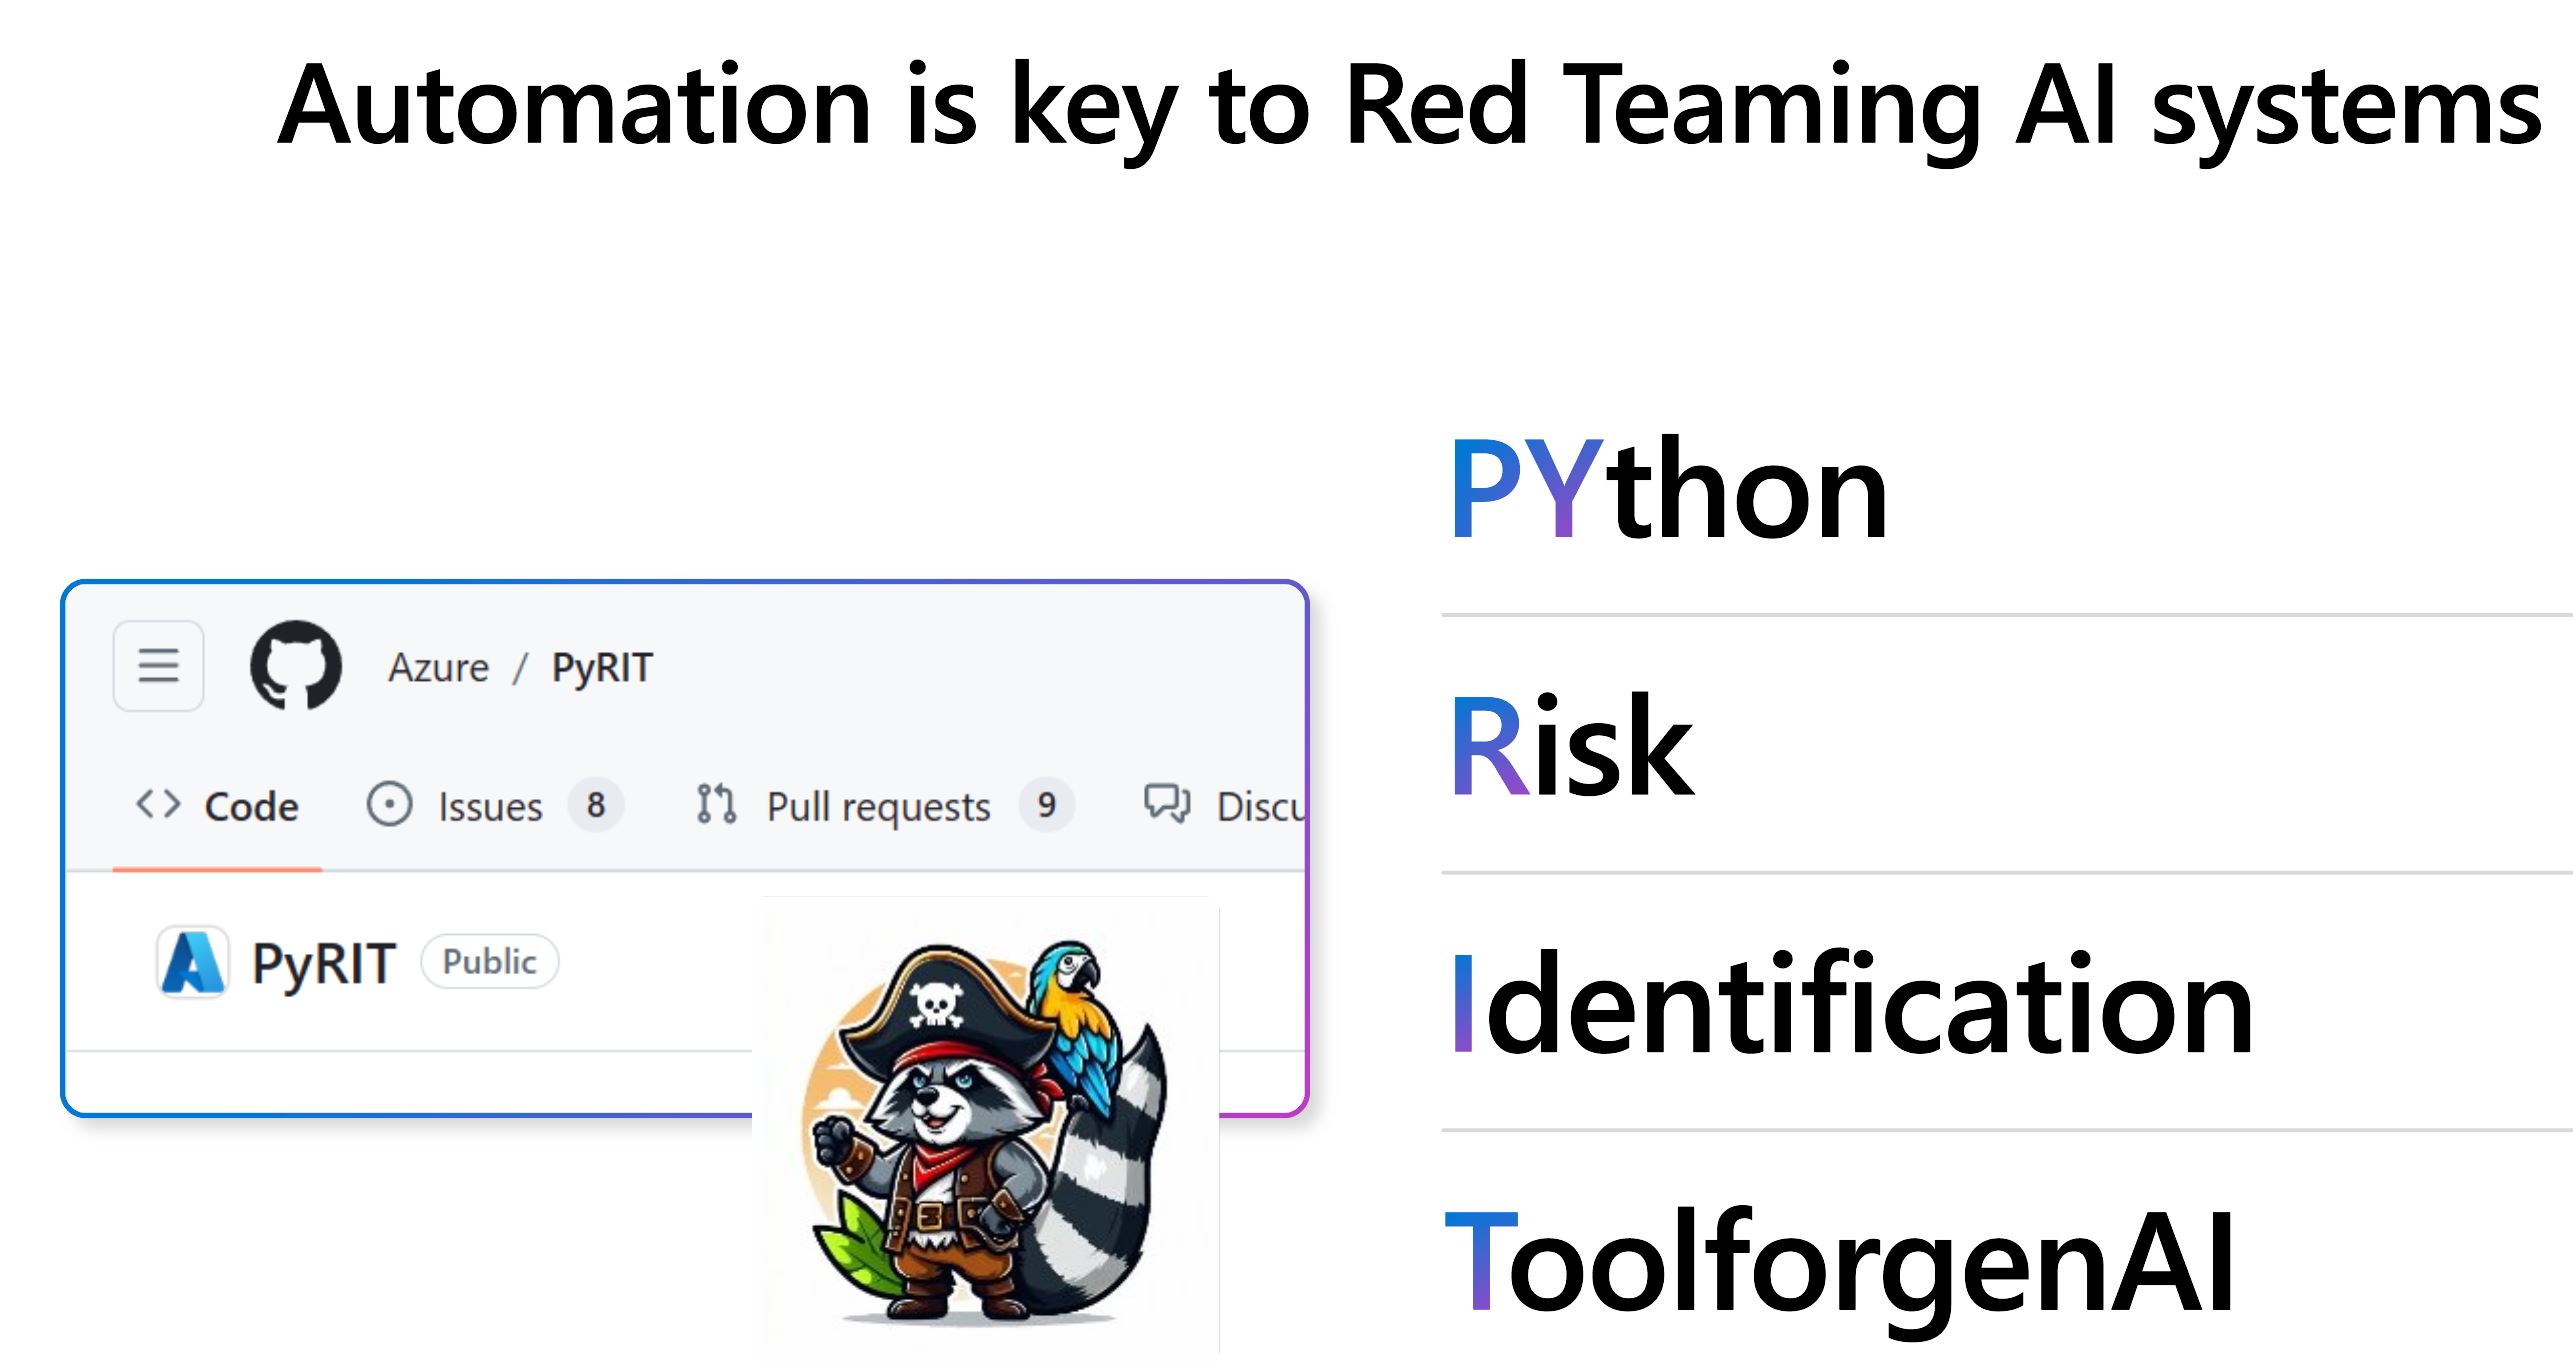 Automation is key to Red Teaming AI systems
Azure / PyRIT
Code Issues 8 Pull requests 9 Discu
PyRIT Public
PYthon
Risk
Identification
ToolforgenAI